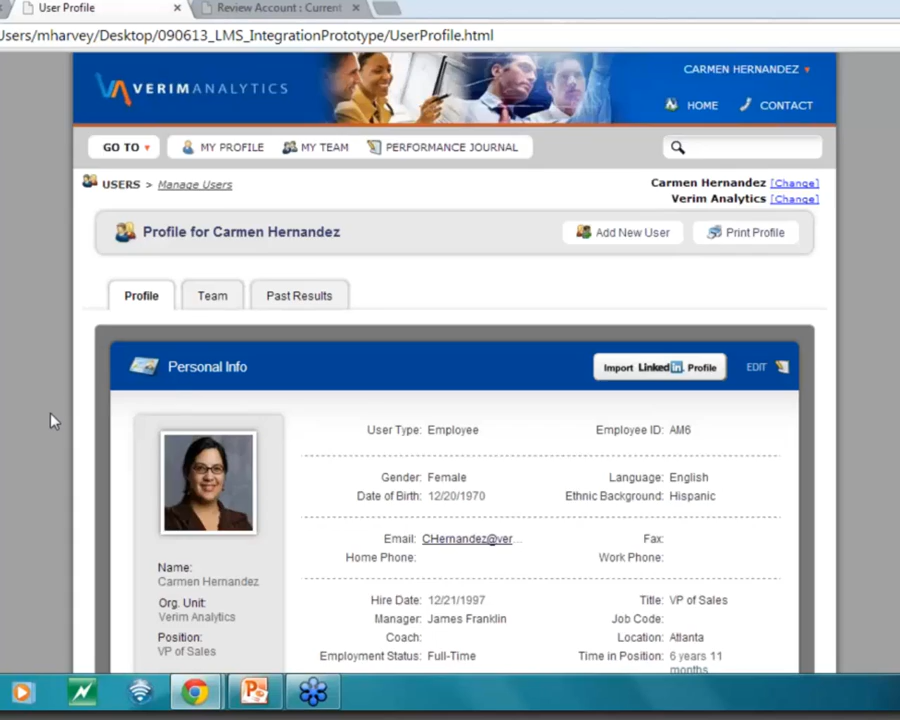 User Profile
Review Account : Current
Users/mharvey/Desktop/090613_LMS_IntegrationPrototype/UserProfile.html
VERIMANALYTICS
CARMEN HERNANDEZ
HOME CONTACT
GO TO MY PROFILE MY TEAM PERFORMANCE JOURNAL
USERS > Manage Users
Carmen Hernandez [Change]
Verim Analytics [Change]
Profile for Carmen Hernandez Add New User Print Profile
Profile Team Past Results
Personal Info Import Linked in Profile EDIT
User Type: Employee Employee ID: AM6
Gender: Female Language: English
Date of Birth: 12/20/1970 Ethnic Background: Hispanic
Email: CHernandez@ver... Fax:
Home Phone: Work Phone:
Hire Date: 12/21/1997 Title: VP of Sales
Manager: James Franklin Job Code:
Coach: Location: Atlanta
Employment Status: Full-Time Time in Position: 6 years 11
months
Name:
Carmen Hernandez
Org. Unit:
Verim Analytics
Position:
VP of Sales